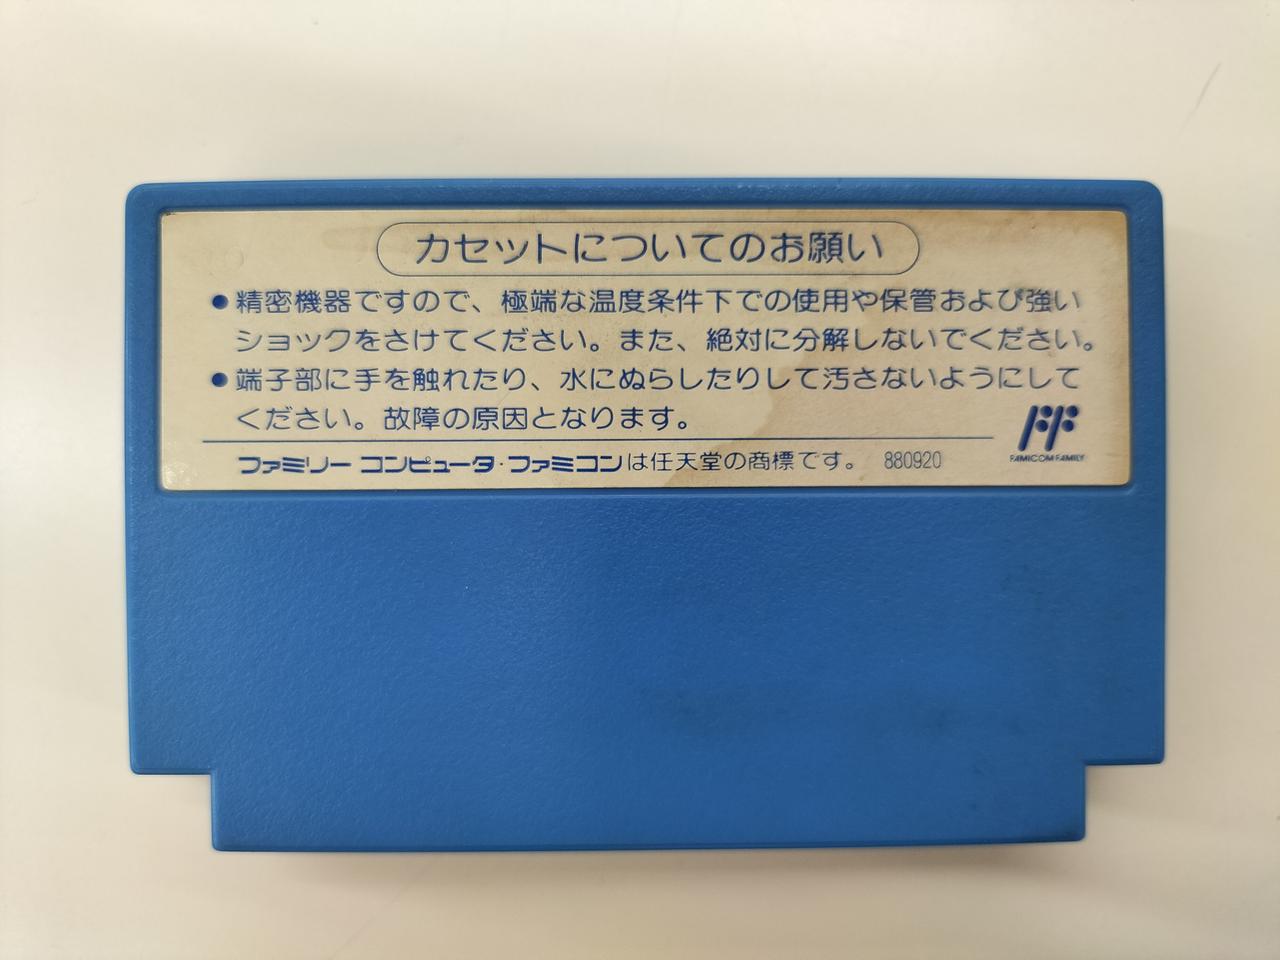 カセットについてのお願い
●精密機器ですので、極端な温度条件下での使用や保管および強い
ショックをさけてください。また、絶対に分解しないでください。
●端子部に手を触れたり、水にぬらしたりして汚さないようにして
ください。故障の原因となります。
FF
FAMICOM FAMILY
ファミリー コンピュータ・ファミコンは任天堂の商標です。 880920